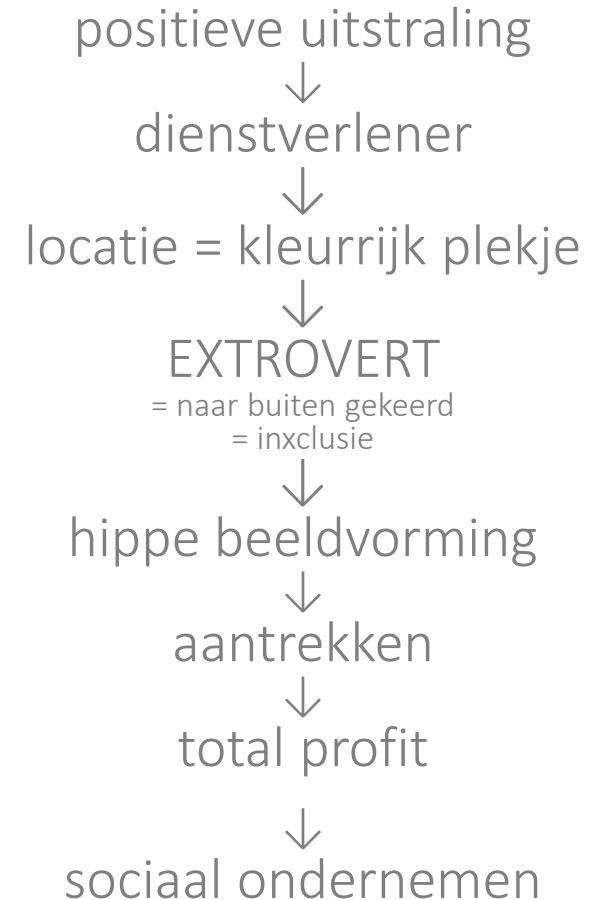 positieve uitstraling
↓
dienstverlener
↓
locatie = kleurrijk plekje
↓
EXTROVERT
= naar buiten gekeerd
= inxclusie
↓
hippe beeldvorming
↓
aantrekken
↓
total profit
↓
sociaal ondernemen